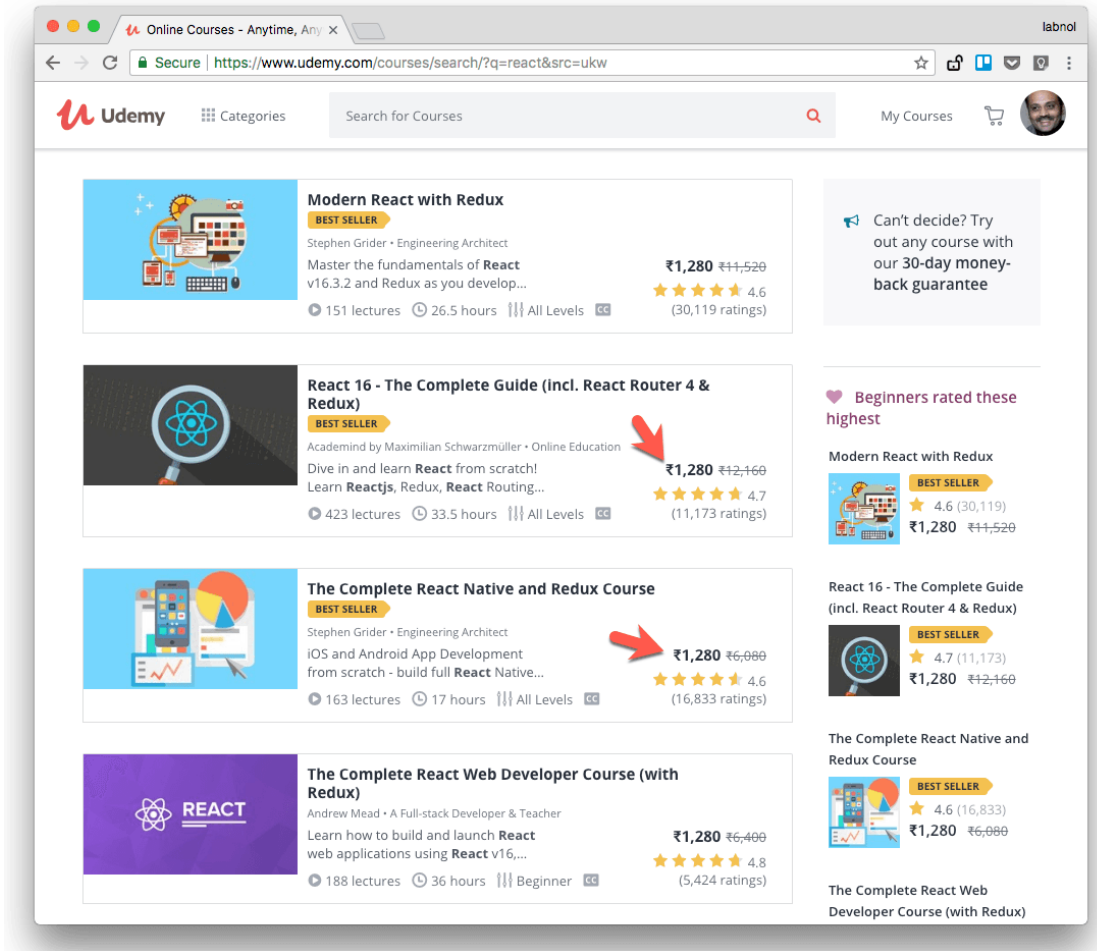 Online Courses - Anytime, Any
labnol
Secure | https://www.udemy.com/courses/search/?q=react&src=ukw
Udemy
Categories
Search for Courses
My Courses
Modern React with Redux
BEST SELLER
Stephen Grider • Engineering Architect
Master the fundamentals of React
v16.3.2 and Redux as you develop...
151 lectures 26.5 hours All Levels CC
₹1,280 ₹11,520
4.6
(30,119 ratings)
React 16 - The Complete Guide (incl. React Router 4 &
Redux)
BEST SELLER
Academind by Maximilian Schwarzmüller • Online Education
Dive in and learn React from scratch!
Learn Reactjs, Redux, React Routing...
423 lectures 33.5 hours All Levels CC
₹1,280 ₹12,160
4.7
(11,173 ratings)
The Complete React Native and Redux Course
BEST SELLER
Stephen Grider • Engineering Architect
iOS and Android App Development
from scratch - build full React Native...
163 lectures 17 hours All Levels CC
₹1,280 ₹6,080
4.6
(16,833 ratings)
REACT
The Complete React Web Developer Course (with
Redux)
Andrew Mead • A Full-stack Developer & Teacher
Learn how to build and launch React
web applications using React v16,...
188 lectures 36 hours Beginner CC
₹1,280 ₹6,400
4.8
(5,424 ratings)
Can't decide? Try
out any course with
our 30-day money-
back guarantee
Beginners rated these
highest
Modern React with Redux
BEST SELLER
4.6 (30,119)
₹1,280 ₹11,520
React 16 - The Complete Guide
(incl. React Router 4 & Redux)
BEST SELLER
4.7 (11,173)
₹1,280 ₹12,160
The Complete React Native and
Redux Course
BEST SELLER
4.6 (16,833)
₹1,280 ₹6,080
The Complete React Web
Developer Course (with Redux)